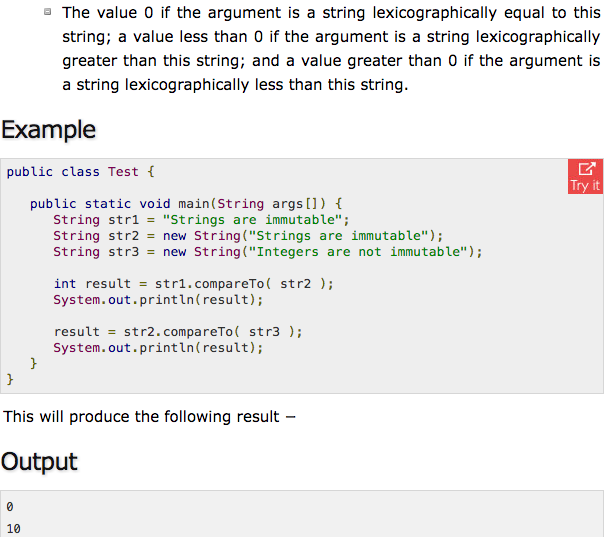 The value 0 if the argument is a string lexicographically equal to this
string; a value less than 0 if the argument is a string lexicographically
greater than this string; and a value greater than 0 if the argument is
a string lexicographically less than this string.
Example
Try it
public class Test {
   public static void main(String args[]) {
      String str1 = "Strings are immutable";
      String str2 = new String("Strings are immutable");
      String str3 = new String("Integers are not immutable");
      int result = str1.compareTo( str2 );
      System.out.println(result);
      result = str2.compareTo( str3 );
      System.out.println(result);
   }
}
This will produce the following result −
Output
0
10